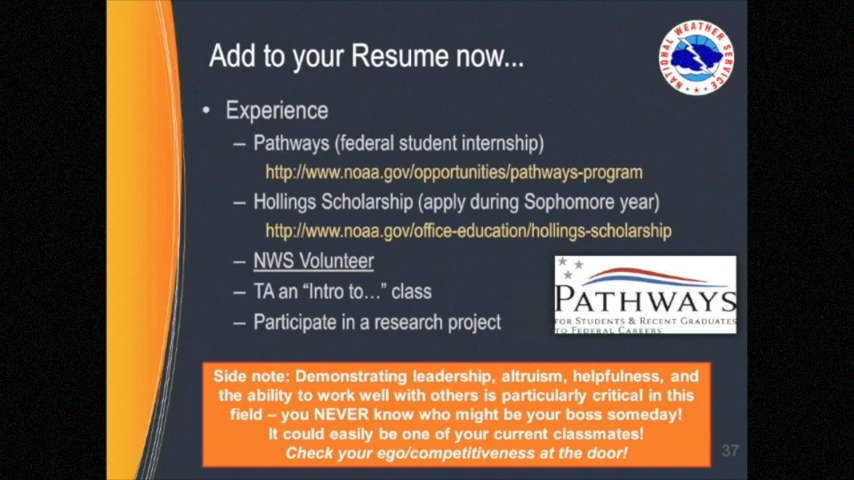 Add to your Resume now...
NATIONAL WEATHER SERVICE
• Experience
– Pathways (federal student internship)
http://www.noaa.gov/opportunities/pathways-program
– Hollings Scholarship (apply during Sophomore year)
http://www.noaa.gov/office-education/hollings-scholarship
– NWS Volunteer
– TA an “Intro to…” class
– Participate in a research project
PATHWAYS
FOR STUDENTS & RECENT GRADUATES
TO FEDERAL CAREERS
Side note: Demonstrating leadership, altruism, helpfulness, and
the ability to work well with others is particularly critical in this
field – you NEVER know who might be your boss someday!
It could easily be one of your current classmates!
Check your ego/competitiveness at the door!
37